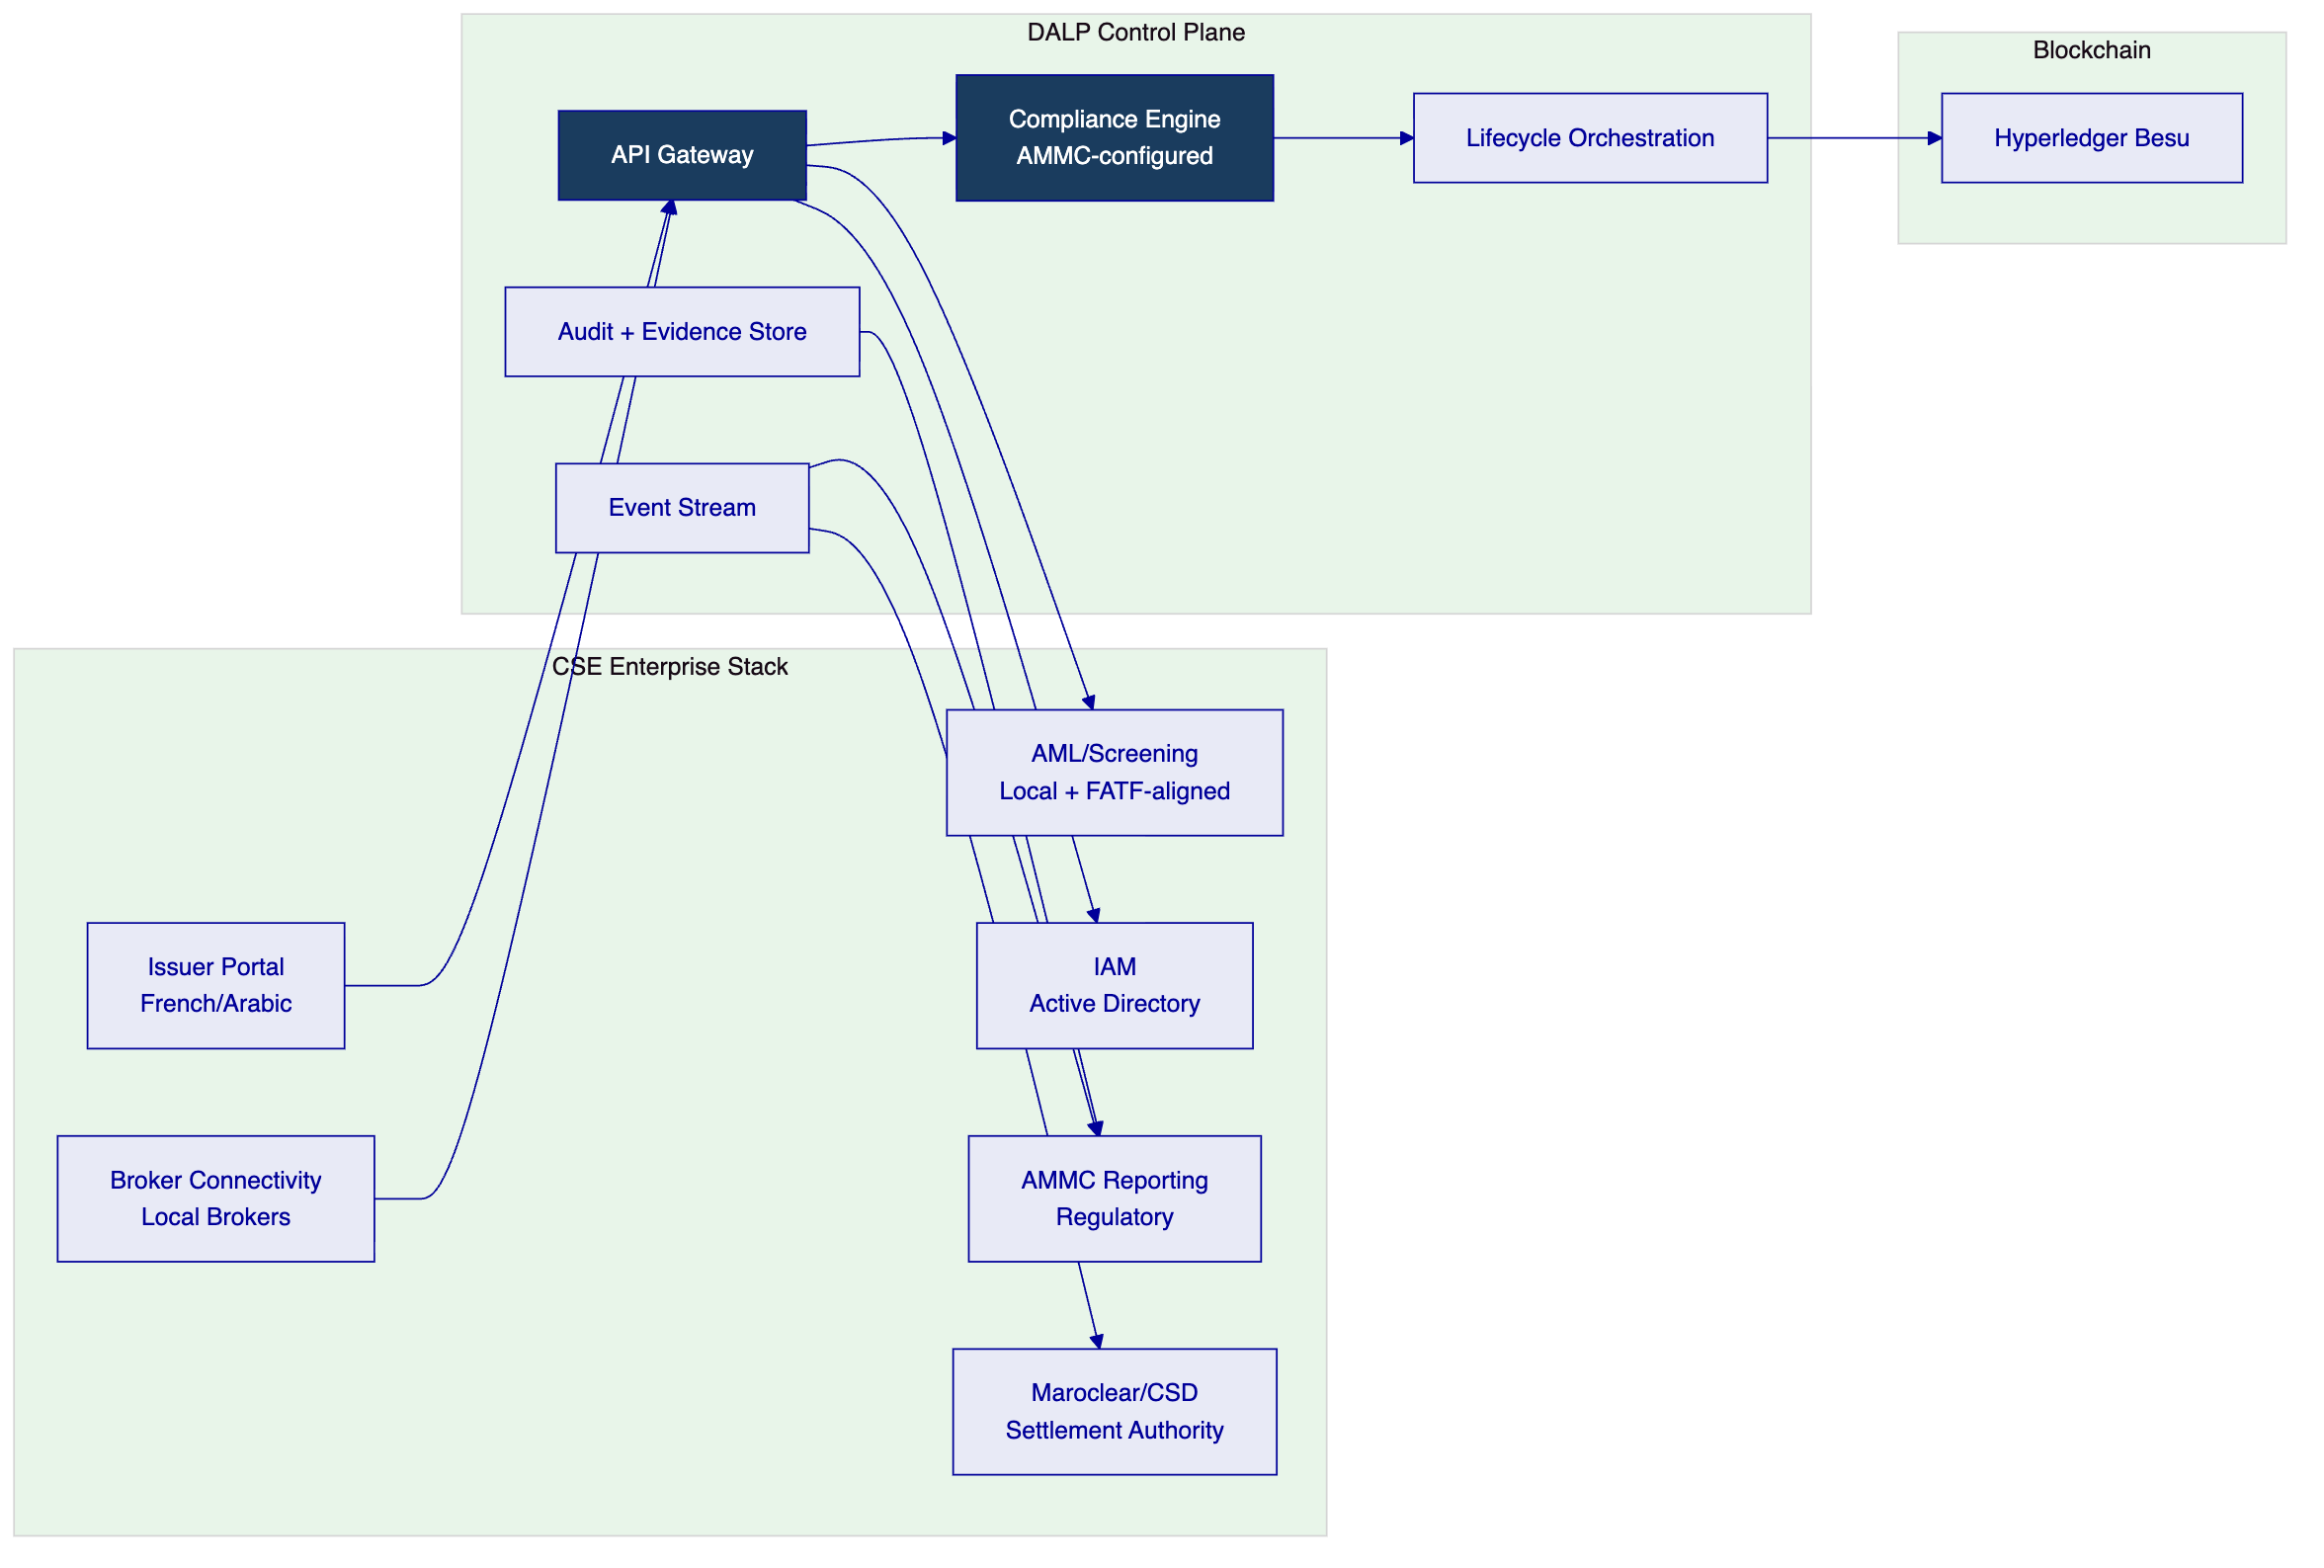 DALP Control Plane
API Gateway
Compliance Engine
AMMC-configured
Lifecycle Orchestration
Audit + Evidence Store
Event Stream
Blockchain
Hyperledger Besu
CSE Enterprise Stack
Issuer Portal
French/Arabic
Broker Connectivity
Local Brokers
AML/Screening
Local + FATF-aligned
IAM
Active Directory
AMMC Reporting
Regulatory
Maroclear/CSD
Settlement Authority